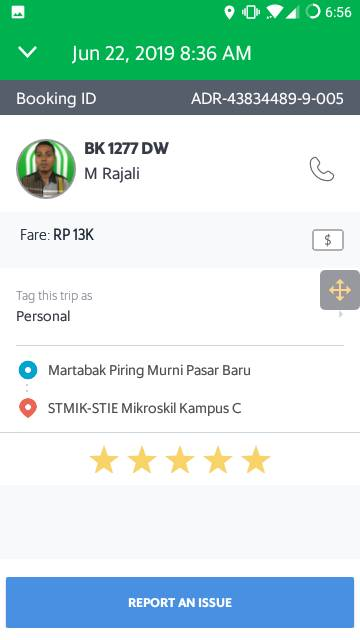 6:56
Jun 22, 2019 8:36 AM
Booking ID ADR-43834489-9-005
BK 1277 DW
M Rajali
Fare: RP 13K
$
Tag this trip as
Personal
Martabak Piring Murni Pasar Baru
STMIK-STIE Mikroskil Kampus C
REPORT AN ISSUE